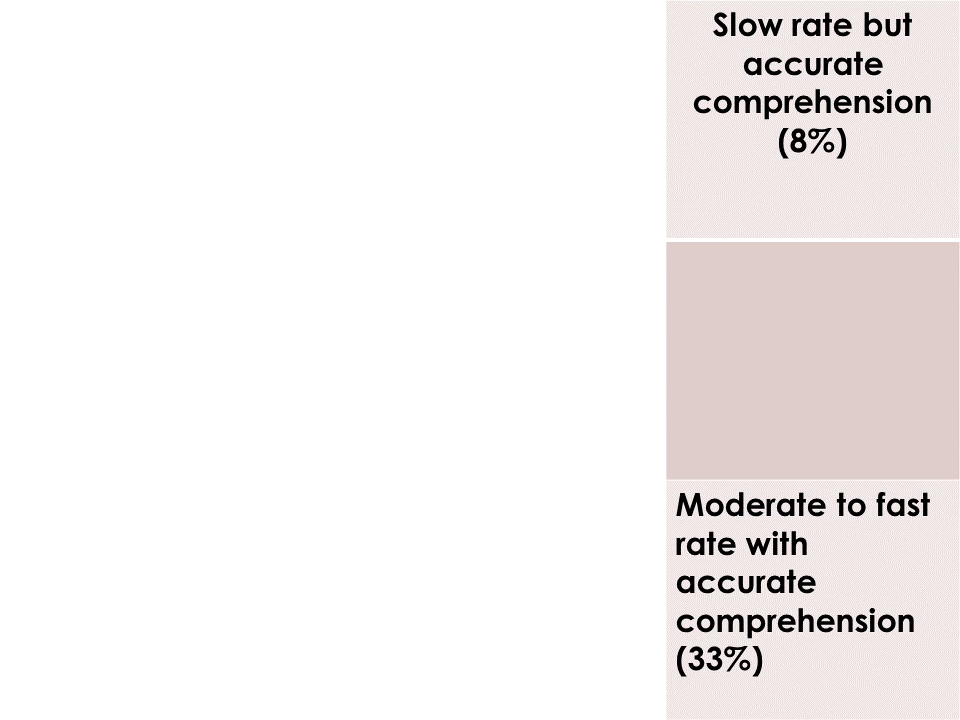 Slow rate but
accurate
comprehension
(8%)
Moderate to fast
rate with
accurate
comprehension
(33%)